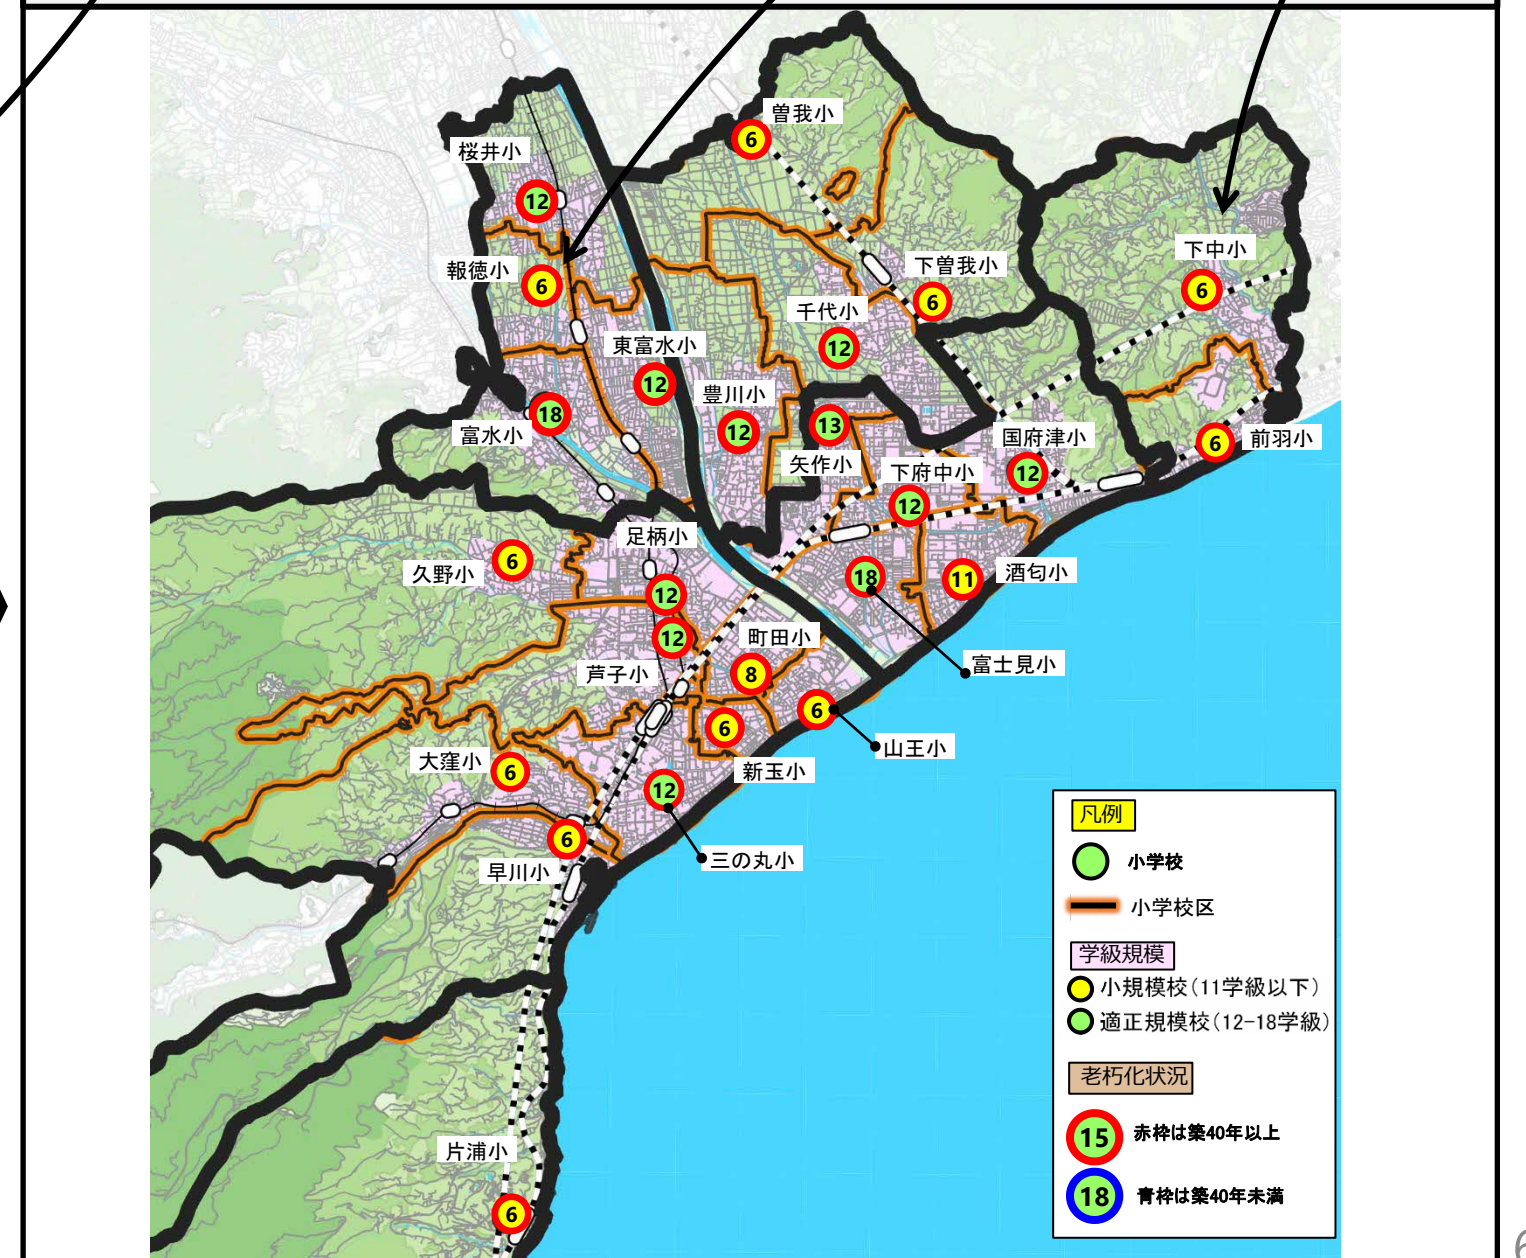 曽我小
6
桜井小
12
下中小
6
報徳小
6
下曽我小
6
千代小
12
東富水小
12
豊川小
12
富水小
18
矢作小
13
国府津小
12
前羽小
6
下府中小
12
足柄小
12
久野小
6
酒匂小
11
18
富士見小
町田小
8
芦子小
12
6
山王小
新玉小
6
大窪小
6
12
三の丸小
早川小
6
片浦小
6
凡例
小学校
小学校区
学級規模
小規模校(11学級以下)
適正規模校(12-18学級)
老朽化状況
15 赤枠は築40年以上
18 青枠は築40年未満